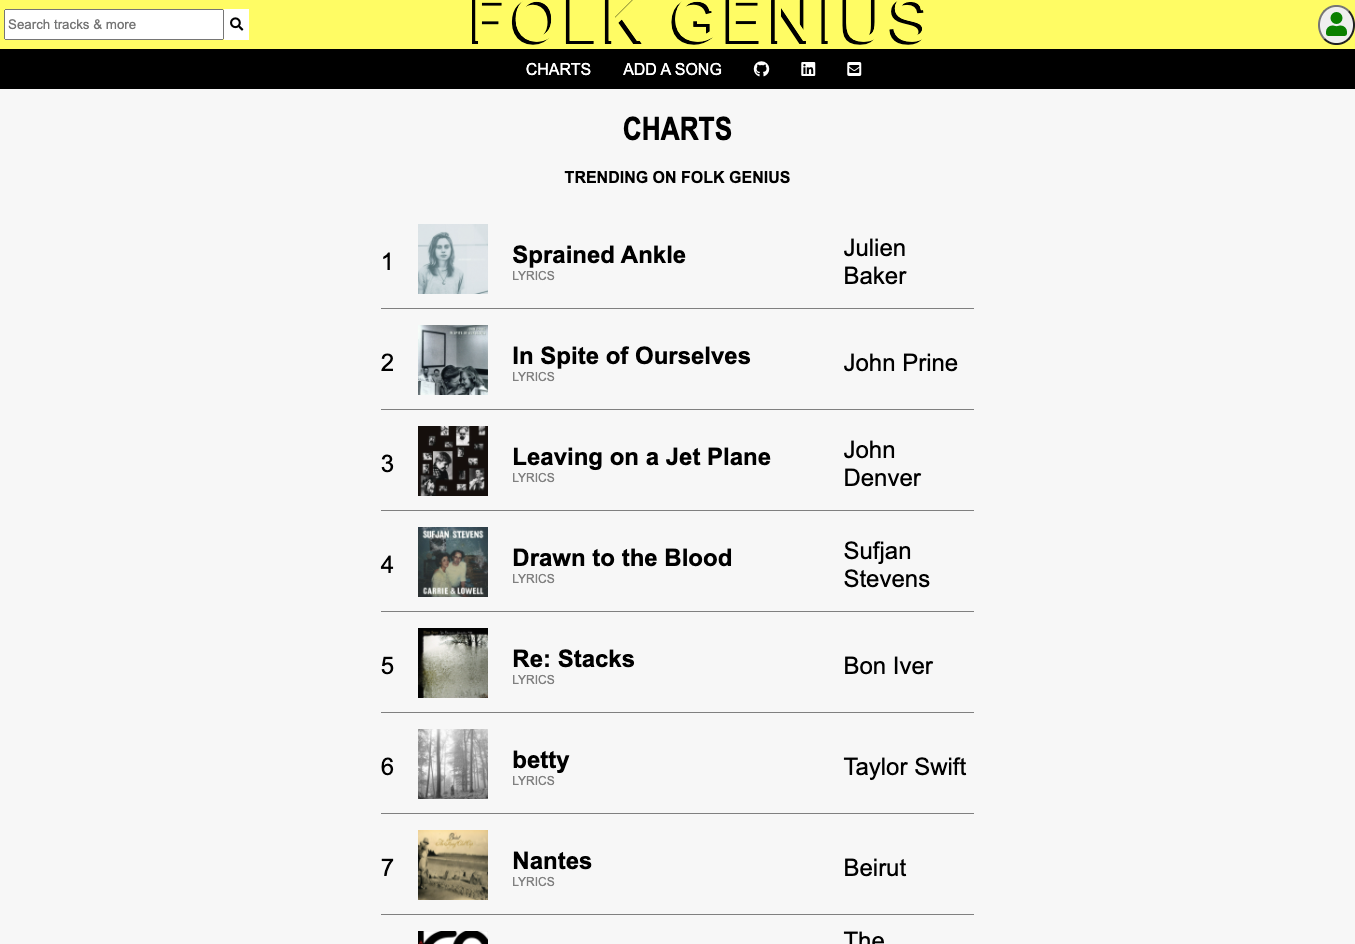 Search tracks & more
FOLK GENIUS
CHARTS
ADD A SONG
CHARTS
TRENDING ON FOLK GENIUS
1
Sprained Ankle
LYRICS
Julien
Baker
2
In Spite of Ourselves
LYRICS
John Prine
3
Leaving on a Jet Plane
LYRICS
John
Denver
4
SUFJAN STEVENS
CARRIE & LOWELL
Drawn to the Blood
LYRICS
Sufjan
Stevens
5
Re: Stacks
LYRICS
Bon Iver
6
betty
LYRICS
Taylor Swift
7
Nantes
LYRICS
Beirut
The